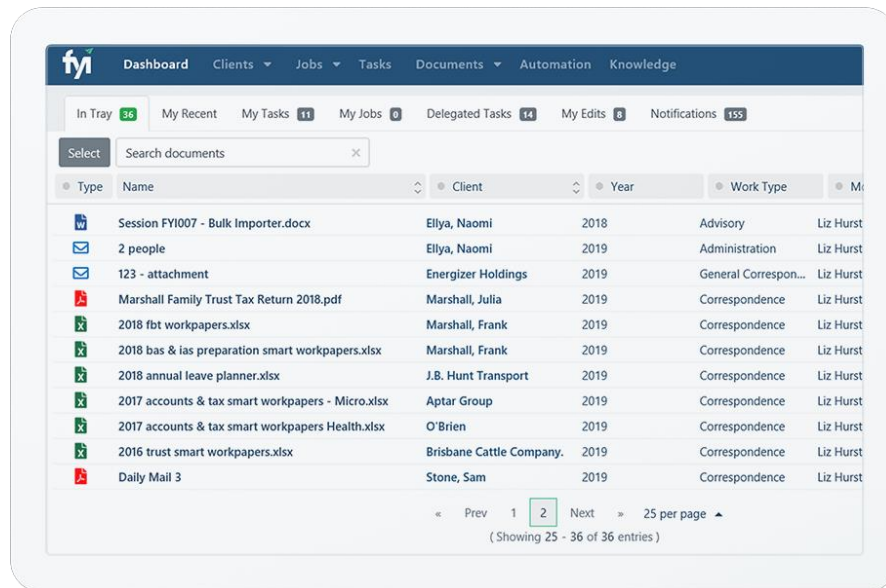 fyi Dashboard Clients Jobs Tasks Documents Automation Knowledge
In Tray 36 My Recent My Tasks 11 My Jobs 0 Delegated Tasks 14 My Edits 8 Notifications 155
Select Search documents
Type Name Client Year Work Type
Session FYI007 - Bulk Importer.docx Ellya, Naomi 2018 Advisory Liz Hurst
2 people Ellya, Naomi 2019 Administration Liz Hurst
123 - attachment Energizer Holdings 2019 General Correspon... Liz Hurst
Marshall Family Trust Tax Return 2018.pdf Marshall, Julia 2019 Correspondence Liz Hurst
2018 fbt workpapers.xlsx Marshall, Frank 2019 Correspondence Liz Hurst
2018 bas & ias preparation smart workpapers.xlsx Marshall, Frank 2019 Correspondence Liz Hurst
2018 annual leave planner.xlsx J.B. Hunt Transport 2019 Correspondence Liz Hurst
2017 accounts & tax smart workpapers - Micro.xlsx Aptar Group 2019 Correspondence Liz Hurst
2017 accounts & tax smart workpapers Health.xlsx O'Brien 2019 Correspondence Liz Hurst
2016 trust smart workpapers.xlsx Brisbane Cattle Company. 2019 Correspondence Liz Hurst
Daily Mail 3 Stone, Sam 2019 Correspondence Liz Hurst
« Prev 1 2 Next » 25 per page
( Showing 25 - 36 of 36 entries )